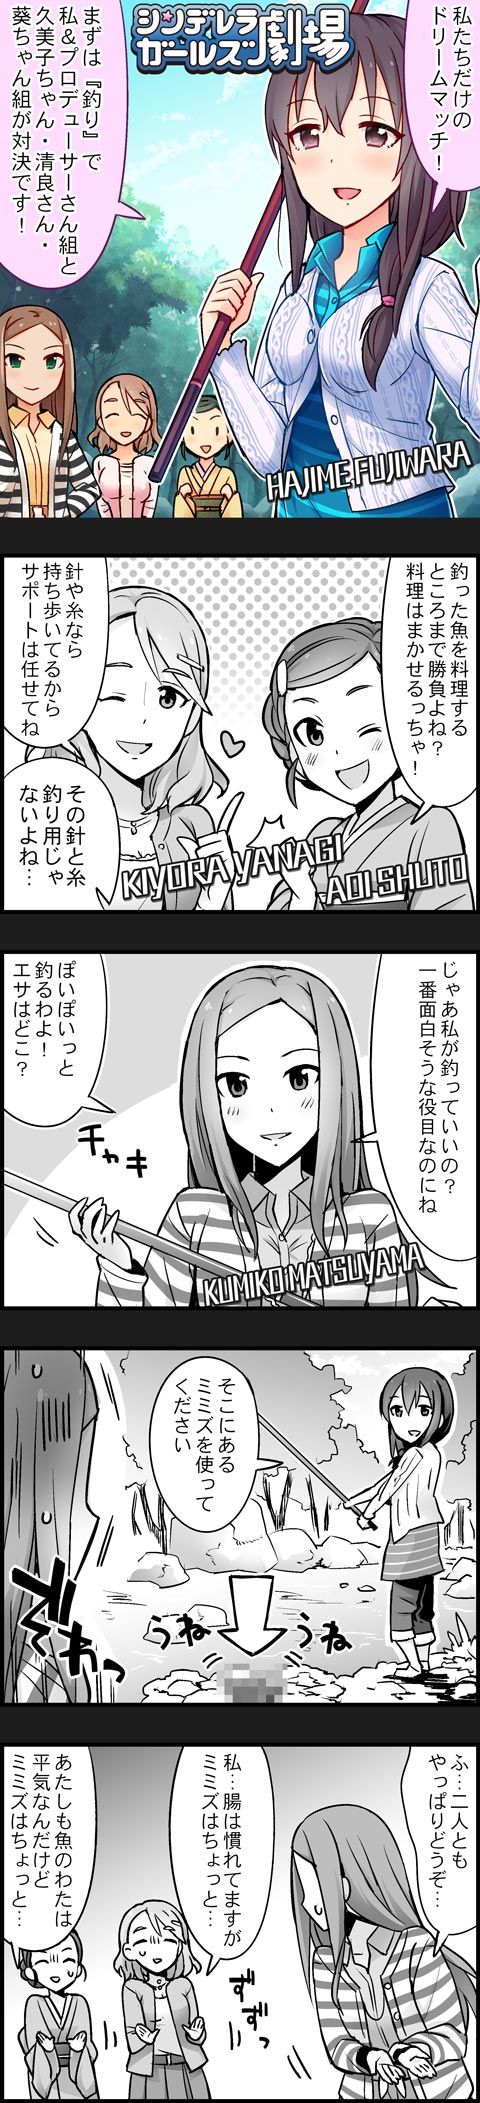 シンデレラ
ガールズ劇場
私たちだけの
ドリームマッチ！
まずは『釣り』で
私&プロデューサーさん組と
久美子ちゃん・清良さん・
葵ちゃん組が対決です！
HAJIME FUJIWARA
釣った魚を料理する
ところまで勝負よね？
料理はまかせるっちゃ！
針や糸なら
持ち歩いてるから
サポートは任せてね
その針と糸
釣り用じゃ
ないよね…
KIYORA YANAGI
AOI SHUTO
じゃあ私が釣っていいの？
一番面白そうな役目なのにね
ぽいぽいっと
釣るわよ！
エサはどこ？
チャキ
KUMIKO MATSUYAMA
そこにある
ミミズを使って
ください
うね
うね
ぞわわっ
ふ…二人とも
やっぱりどうぞ…
私…腸は慣れてますが
ミミズはちょっと…
ずずっ
あたしも魚のわたは
平気なんだけど
ミミズはちょっと…